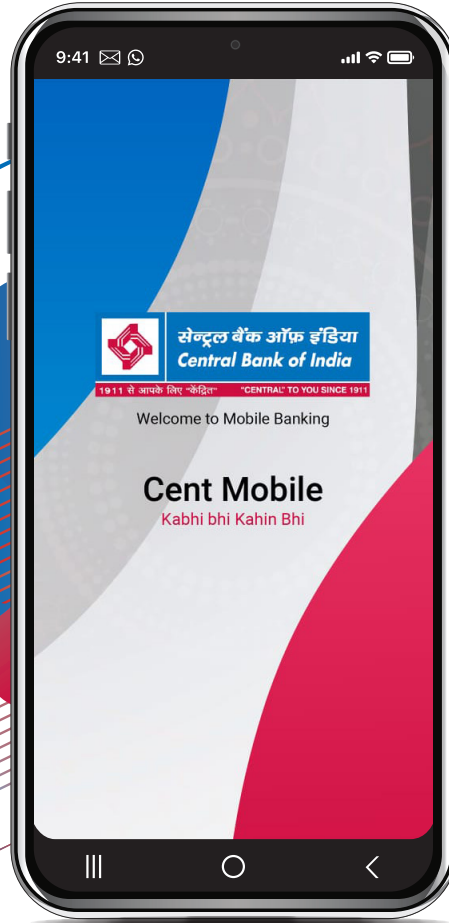 9:41
सेन्ट्रल बैंक ऑफ़ इंडिया
Central Bank of India
1911 से आपके लिए "केंद्रित" "CENTRAL" TO YOU SINCE 1911
Welcome to Mobile Banking
Cent Mobile
Kabhi bhi Kahin Bhi